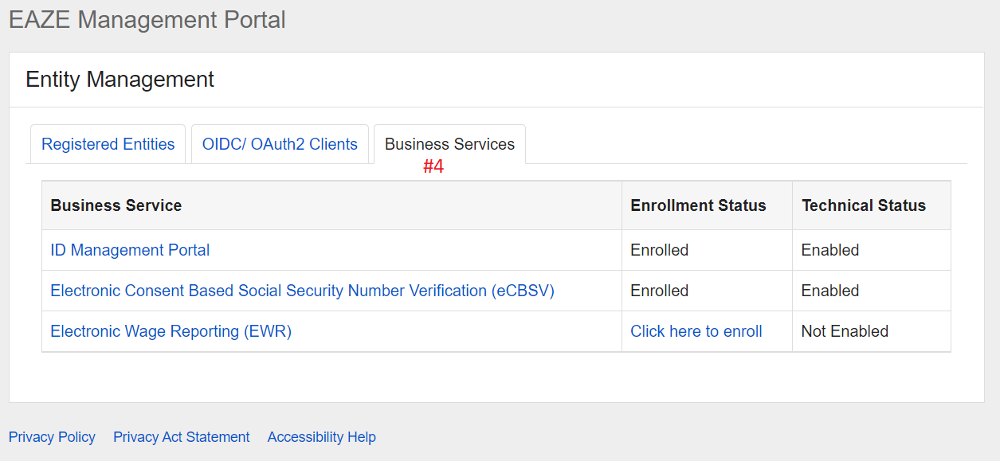 EAZE Management Portal
Entity Management
Registered Entities OIDC/ OAuth2 Clients Business Services
#4
Business Service Enrollment Status Technical Status
ID Management Portal Enrolled Enabled
Electronic Consent Based Social Security Number Verification (eCBSV) Enrolled Enabled
Electronic Wage Reporting (EWR) Click here to enroll Not Enabled
Privacy Policy Privacy Act Statement Accessibility Help